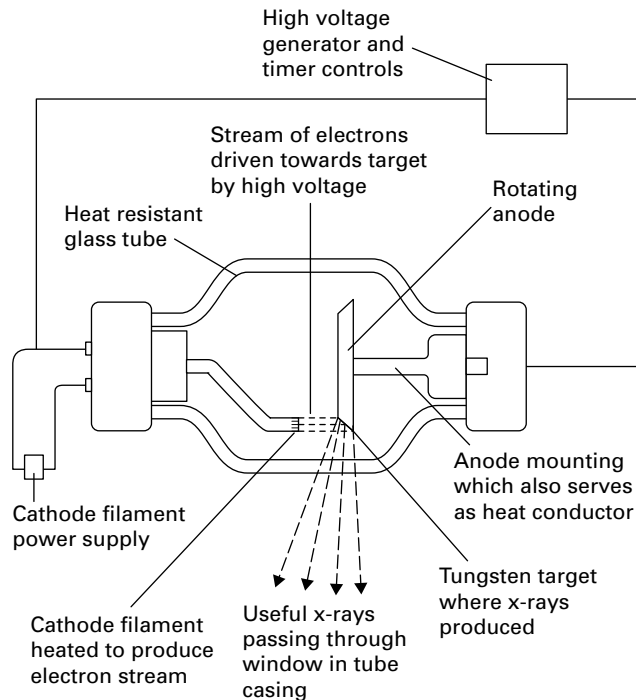 High voltage
generator and
timer controls
Stream of electrons
driven towards target
by high voltage
Rotating
anode
Heat resistant
glass tube
Cathode filament
power supply
Anode mounting
which also serves
as heat conductor
Cathode filament
heated to produce
electron stream
Useful x-rays
passing through
window in tube
casing
Tungsten target
where x-rays
produced